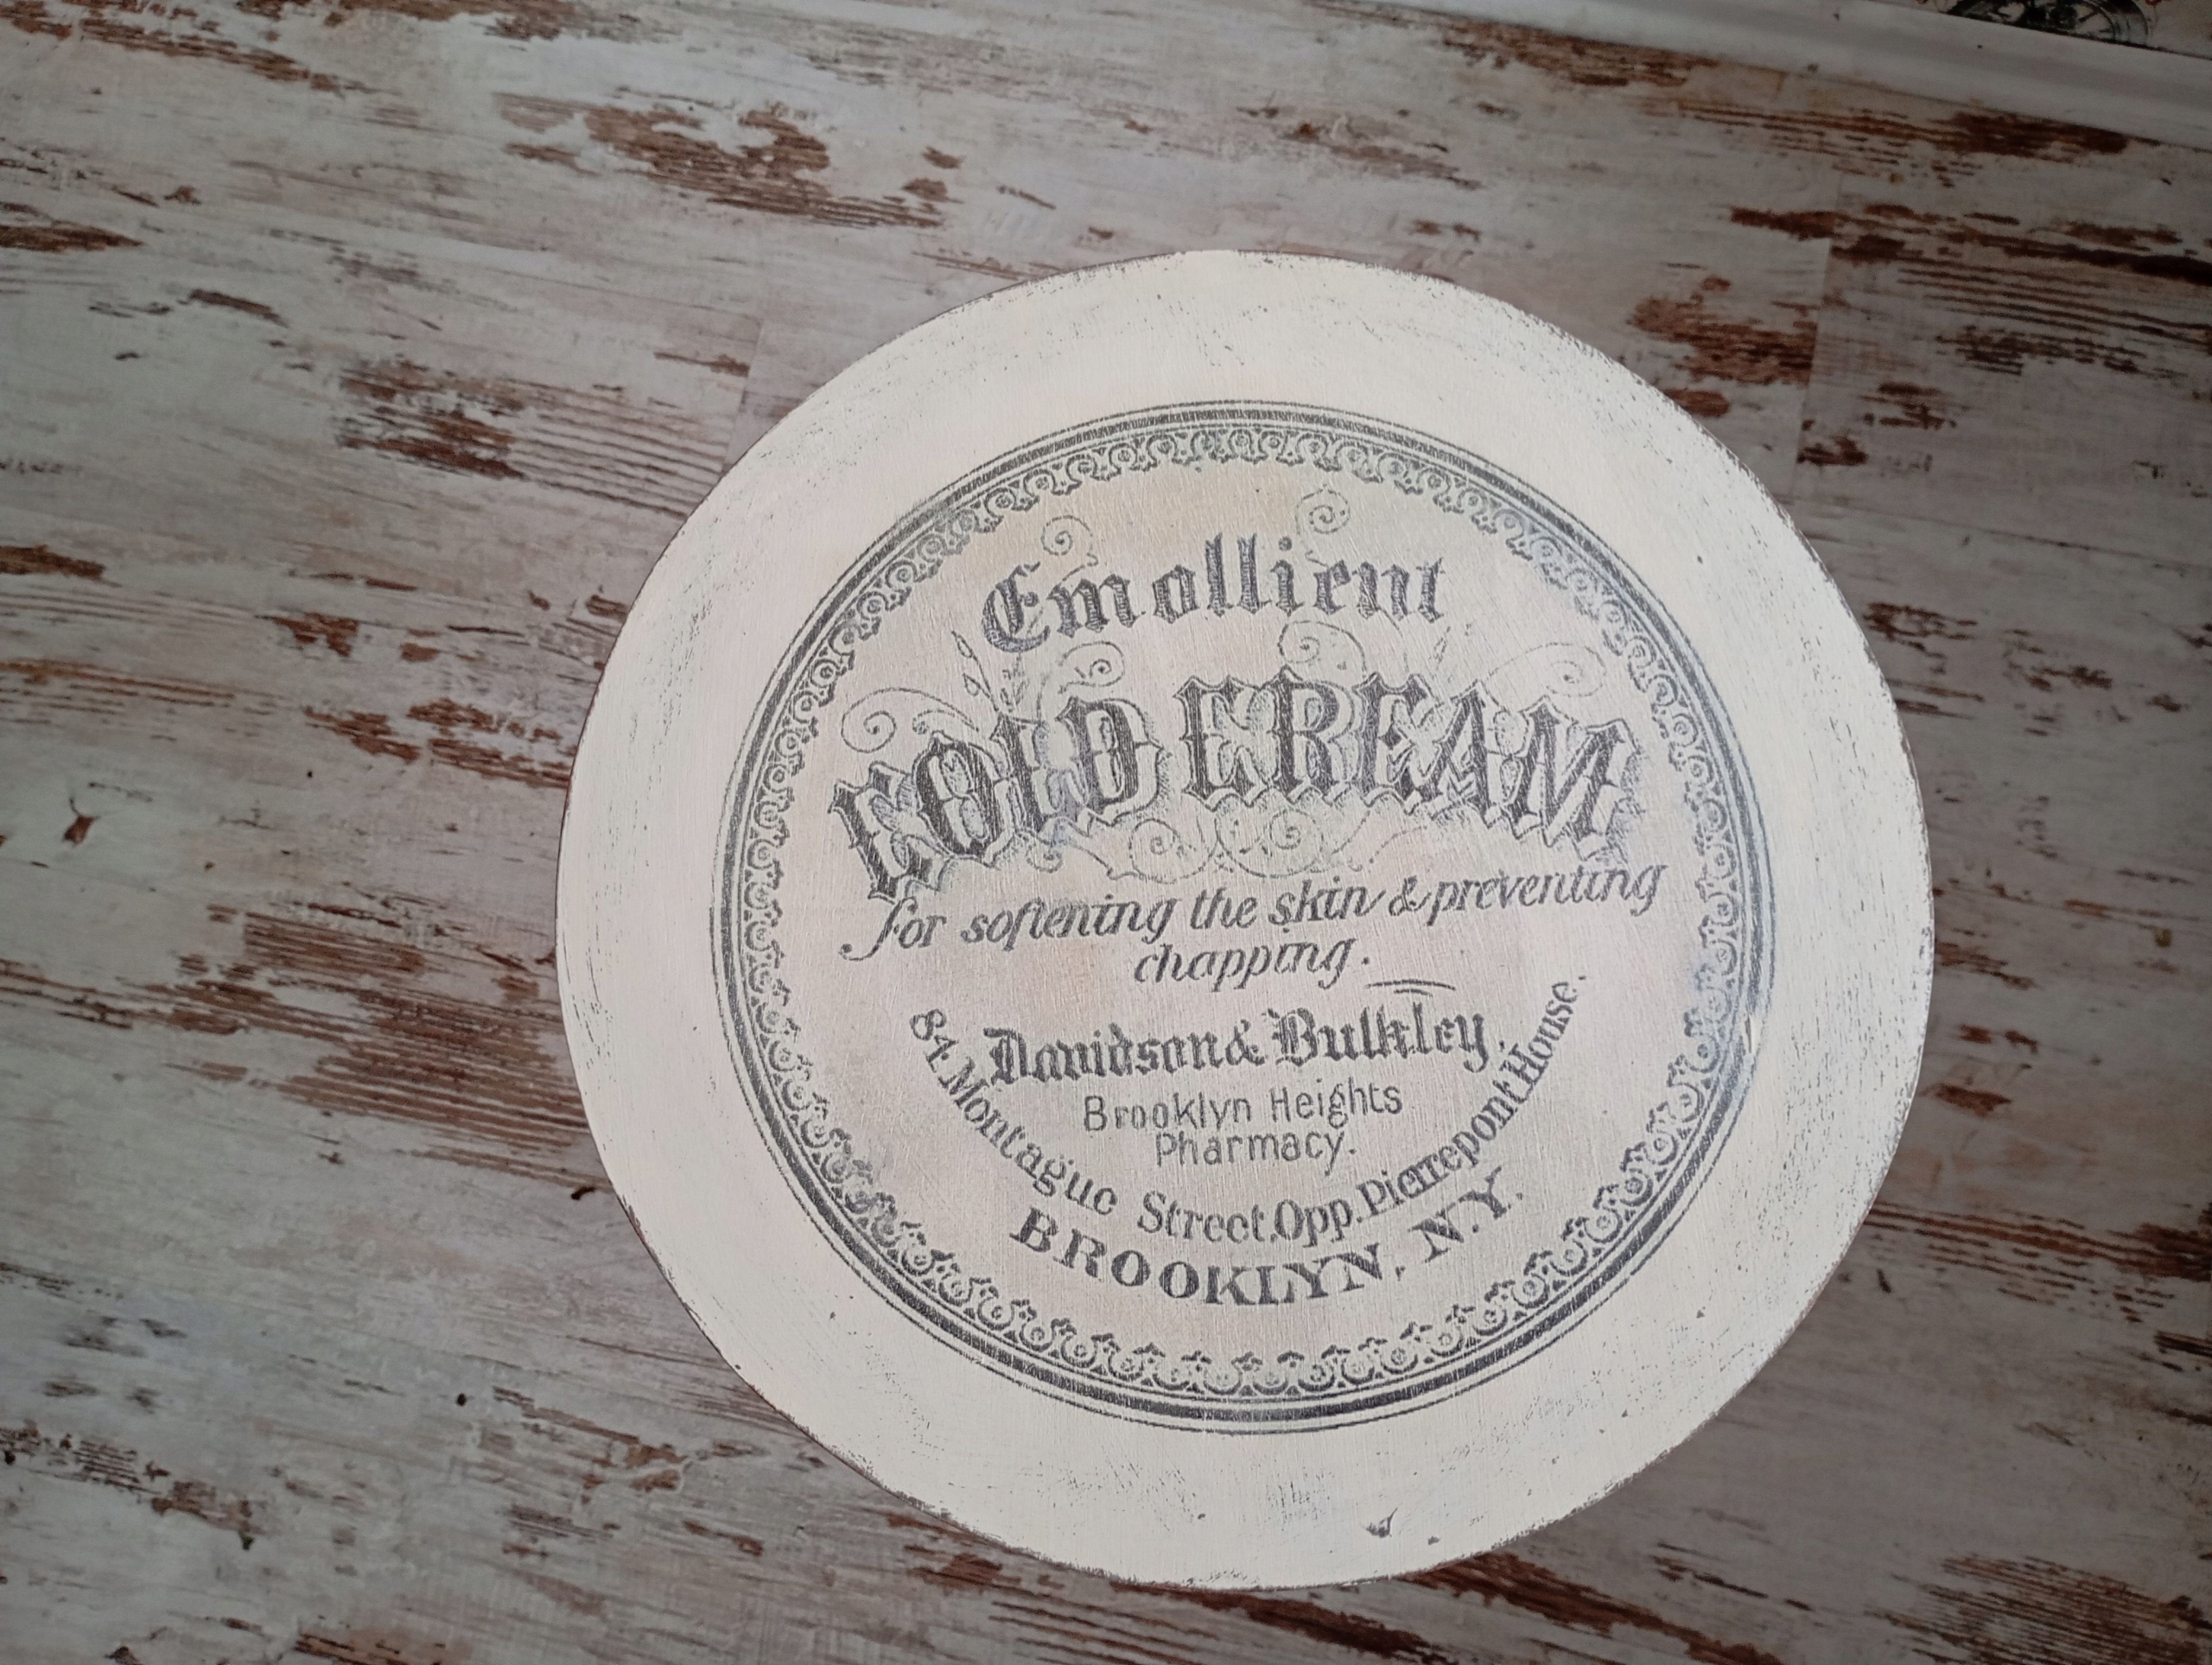 Emollient
COLD CREAM
for softening the skin & preventing
chapping.
Davidson & Bulkley.
Brooklyn Heights
Pharmacy.
84. Montague Street, Opp. Pierrepont House.
BROOKLYN, N.Y.